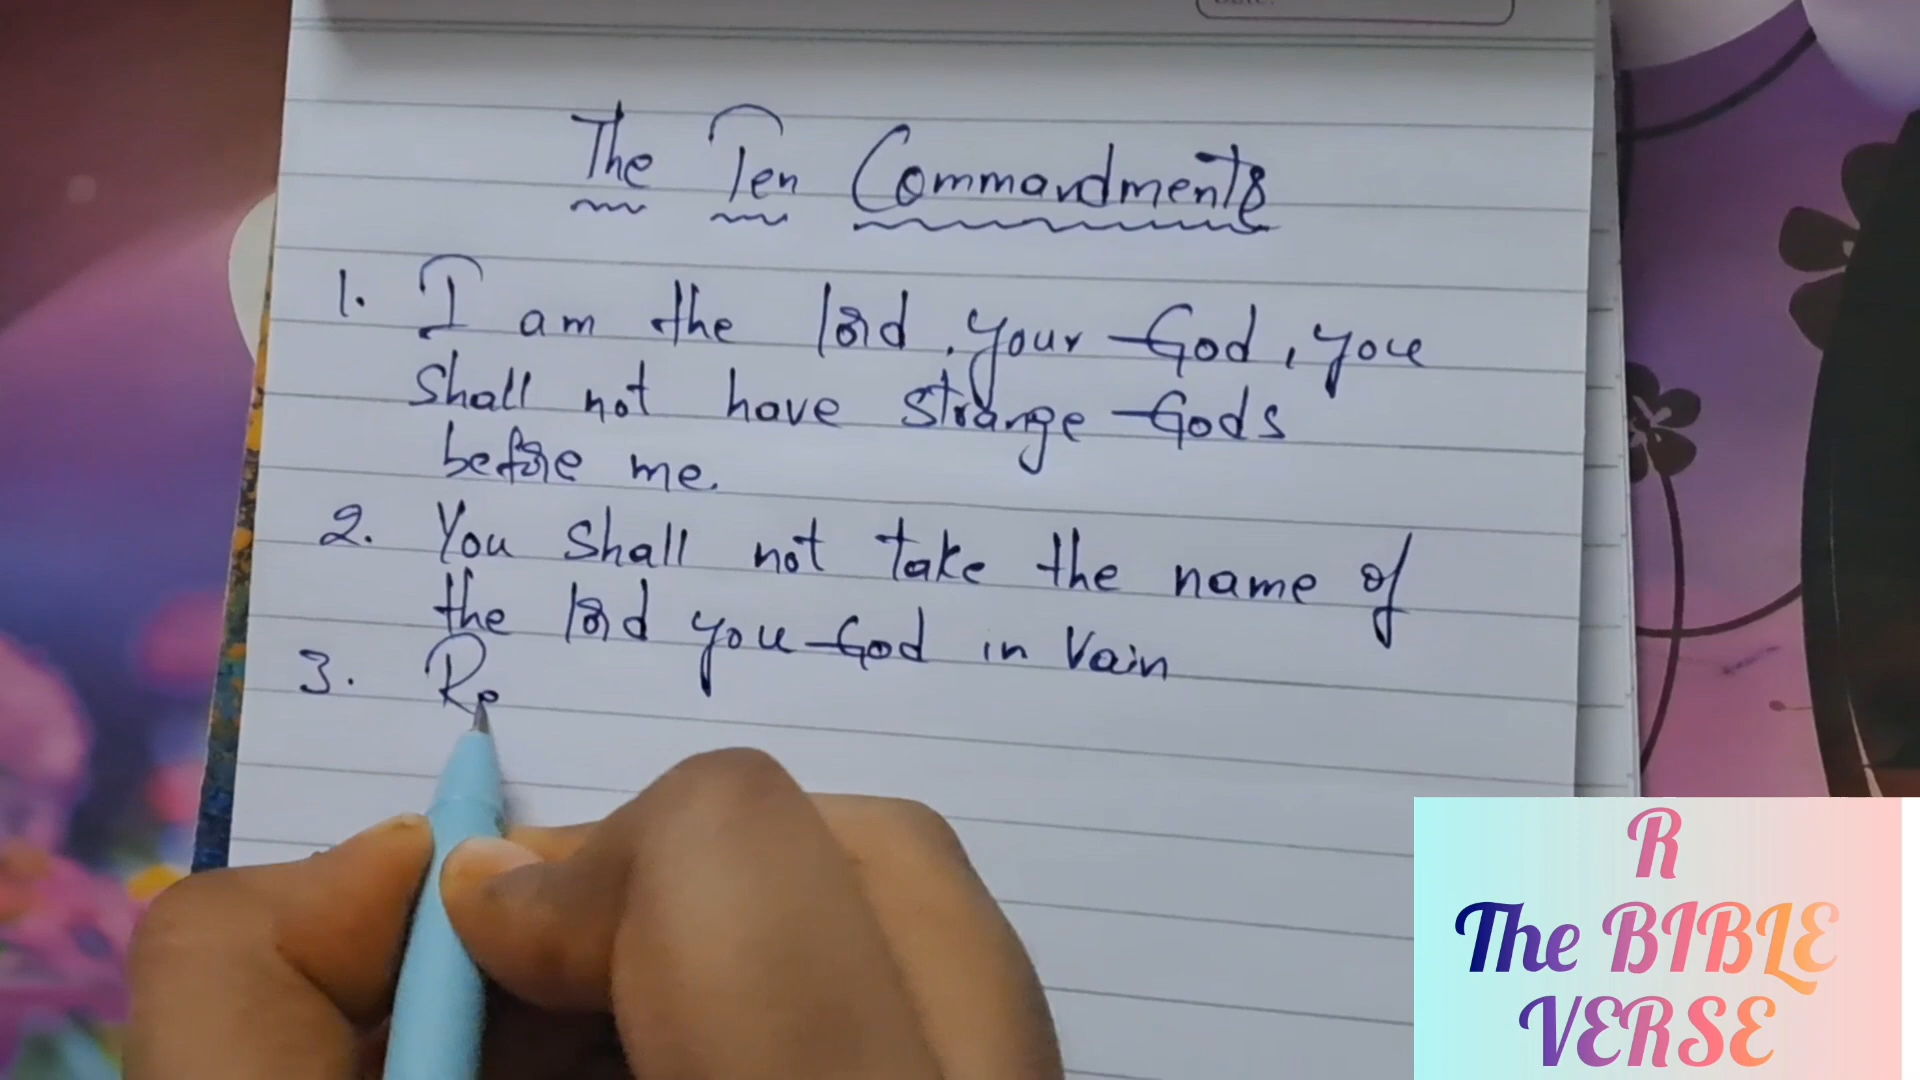 The Ten Commandments
1. I am the lord, your God, you
shall not have strange Gods
before me.
2. You shall not take the name of
the lord you God in vain
3. Re
R
The BIBLE
VERSE